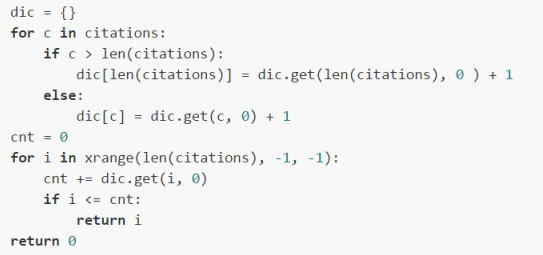 dic = {}
for c in citations:
    if c > len(citations):
        dic[len(citations)] = dic.get(len(citations), 0 ) + 1
    else:
        dic[c] = dic.get(c, 0) + 1
cnt = 0
for i in xrange(len(citations), -1, -1):
    cnt += dic.get(i, 0)
    if i <= cnt:
        return i
return 0